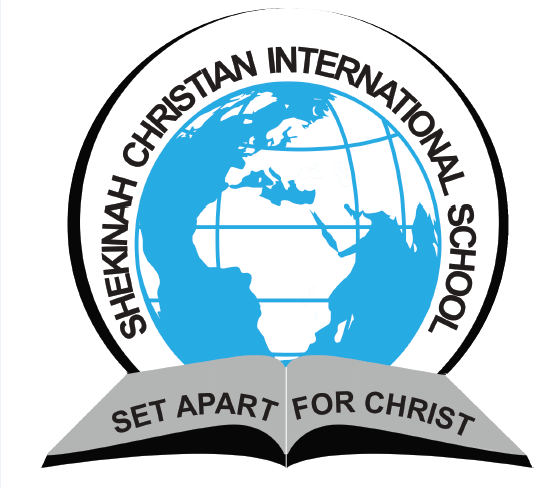 SHEKINAH CHRISTIAN INTERNATIONAL SCHOOL
SET APART FOR CHRIST